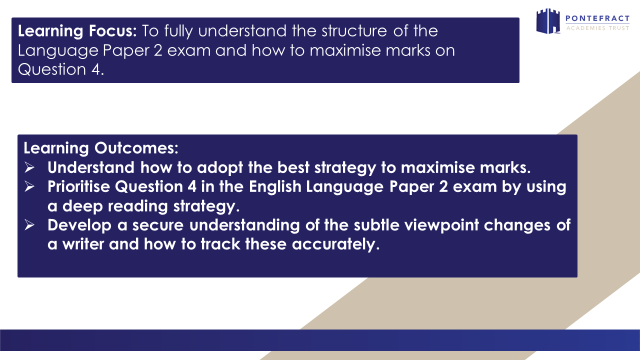 Learning Focus: To fully understand the structure of the
Language Paper 2 exam and how to maximise marks on
Question 4.
PONTEFRACT
ACADEMIES TRUST
Learning Outcomes:
➢ Understand how to adopt the best strategy to maximise marks.
➢ Prioritise Question 4 in the English Language Paper 2 exam by using
a deep reading strategy.
➢ Develop a secure understanding of the subtle viewpoint changes of
a writer and how to track these accurately.